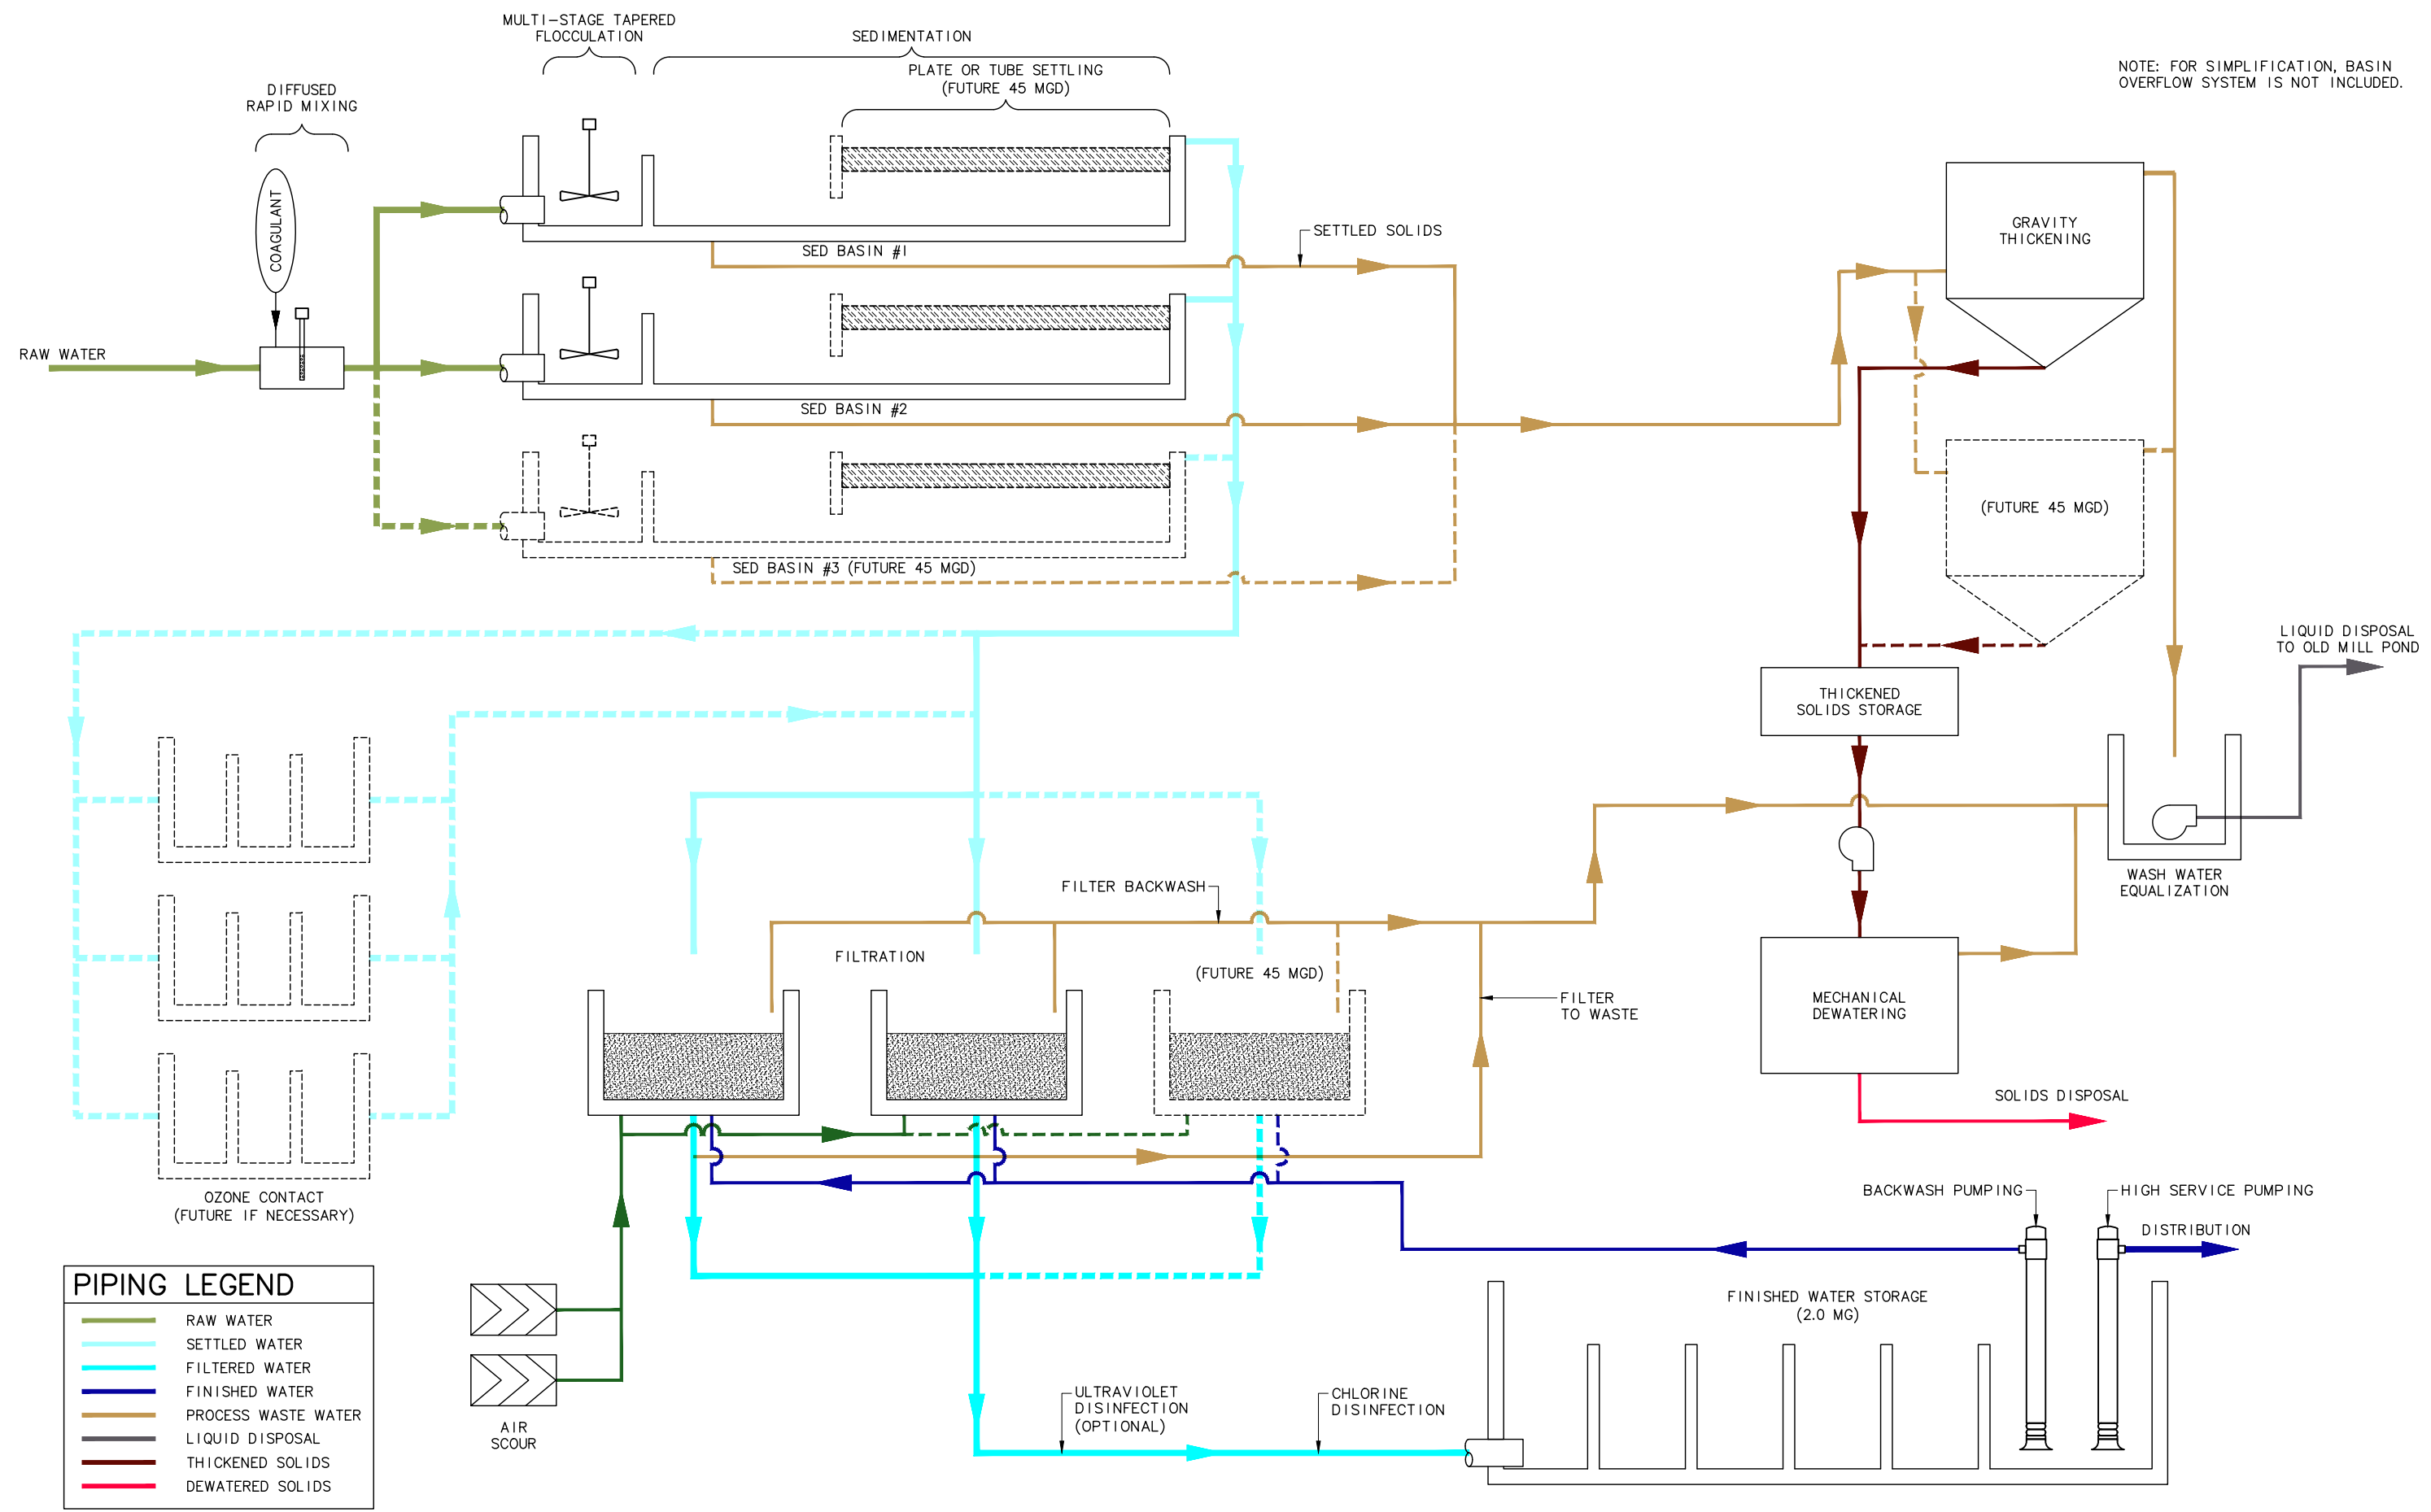 MULTI-STAGE TAPERED
FLOCCULATION
SEDIMENTATION
PLATE OR TUBE SETTLING
(FUTURE 45 MGD)
NOTE: FOR SIMPLIFICATION, BASIN
OVERFLOW SYSTEM IS NOT INCLUDED.
DIFFUSED
RAPID MIXING
COAGULANT
RAW WATER
SED BASIN #1
SETTLED SOLIDS
GRAVITY
THICKENING
SED BASIN #2
SED BASIN #3 (FUTURE 45 MGD)
(FUTURE 45 MGD)
LIQUID DISPOSAL
TO OLD MILL POND
THICKENED
SOLIDS STORAGE
WASH WATER
EQUALIZATION
FILTER BACKWASH
FILTRATION
(FUTURE 45 MGD)
FILTER
TO WASTE
MECHANICAL
DEWATERING
SOLIDS DISPOSAL
OZONE CONTACT
(FUTURE IF NECESSARY)
BACKWASH PUMPING
HIGH SERVICE PUMPING
DISTRIBUTION
FINISHED WATER STORAGE
(2.0 MG)
AIR
SCOUR
ULTRAVIOLET
DISINFECTION
(OPTIONAL)
CHLORINE
DISINFECTION
PIPING LEGEND
RAW WATER
SETTLED WATER
FILTERED WATER
FINISHED WATER
PROCESS WASTE WATER
LIQUID DISPOSAL
THICKENED SOLIDS
DEWATERED SOLIDS